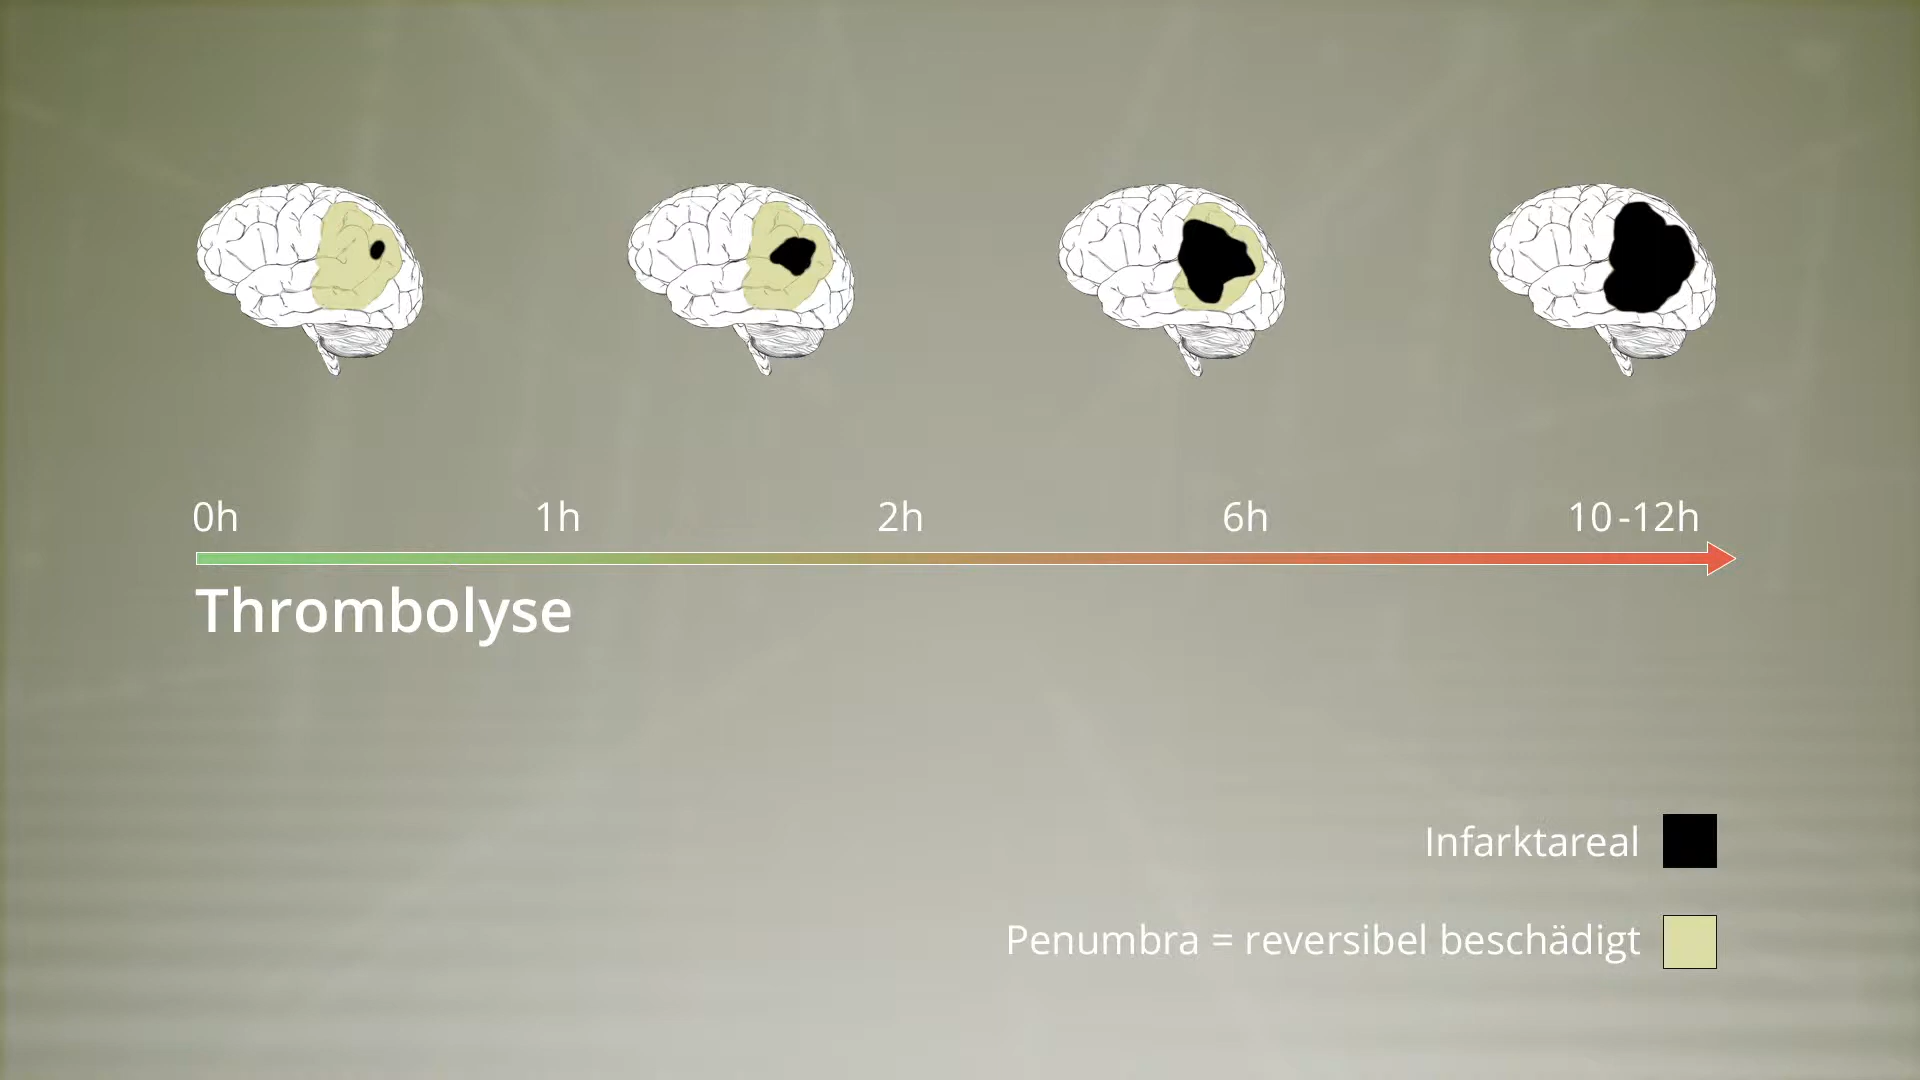 0h 1h 2h 6h 10-12h
Thrombolyse
Infarktareal
Penumbra = reversibel beschädigt